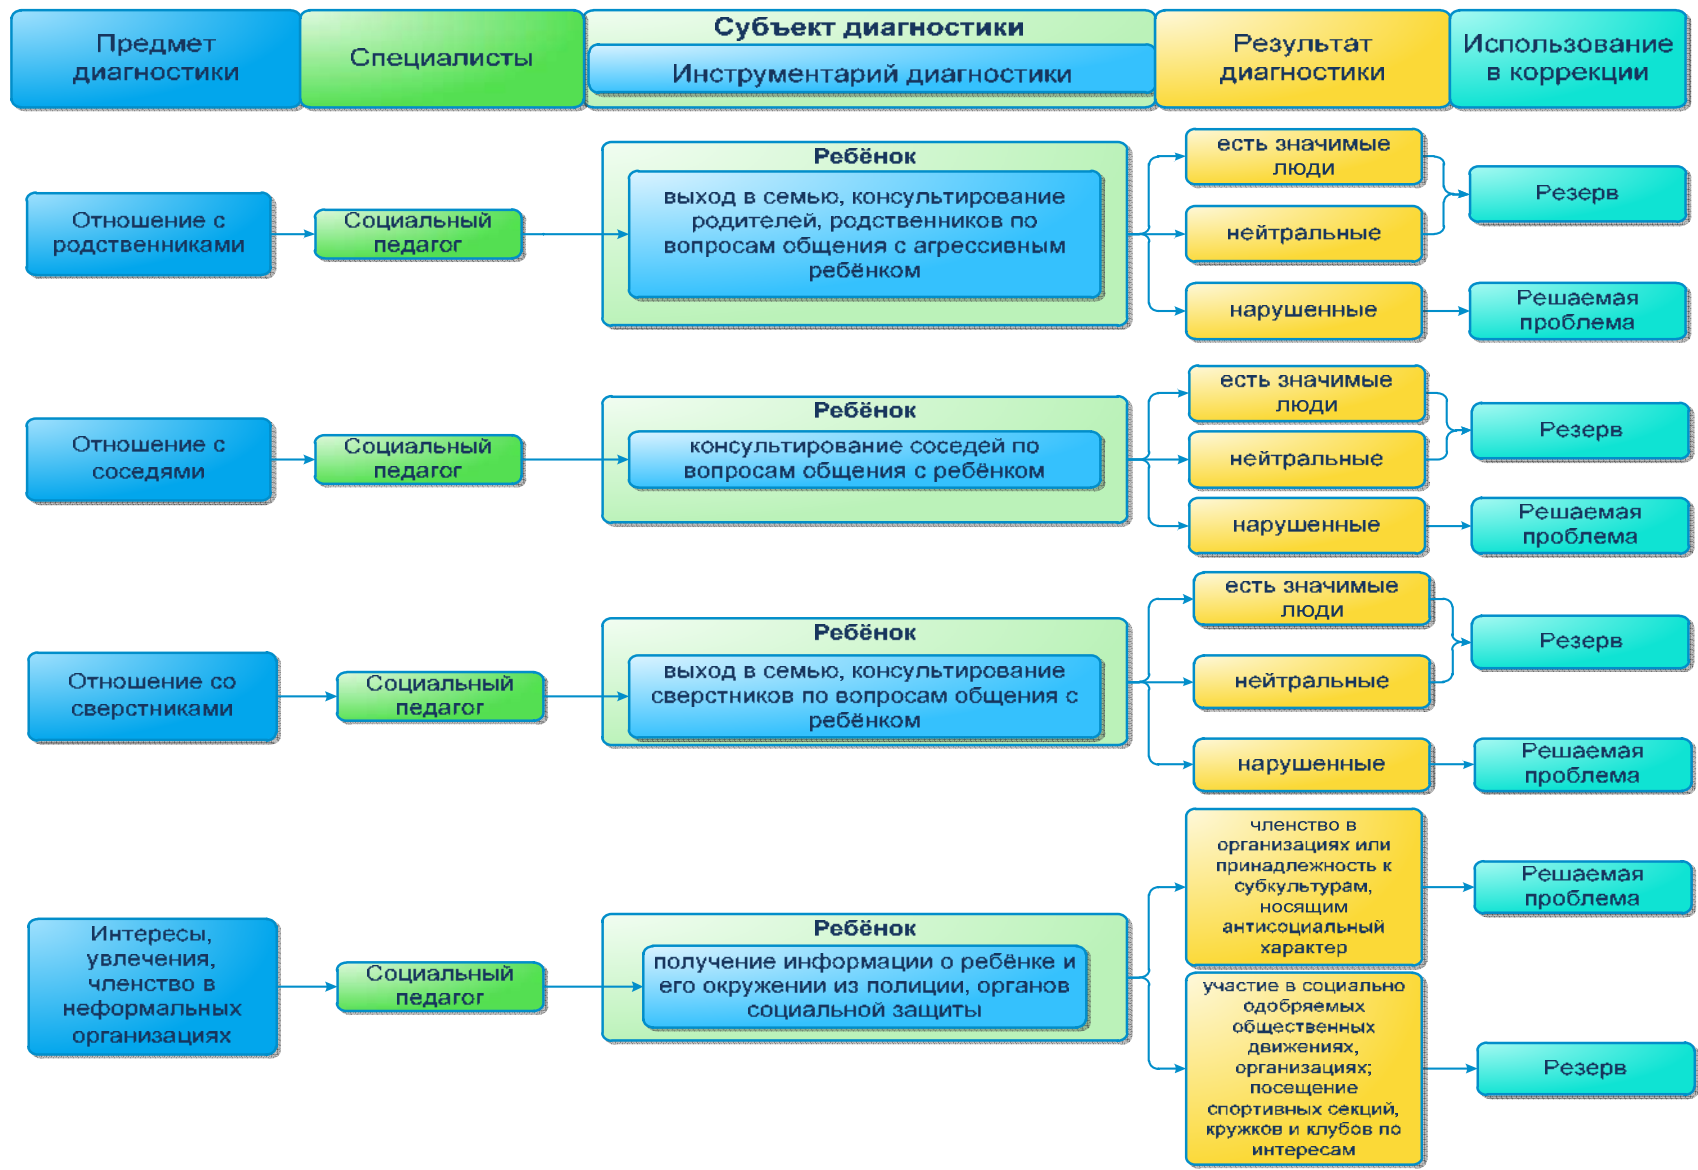 Предмет
диагностики
Специалисты
Субъект диагностики
Инструментарий диагностики
Результат
диагностики
Использование
в коррекции
Отношение с
родственниками
Социальный
педагог
Ребёнок
выход в семью, консультирование
родителей, родственников по
вопросам общения с агрессивным
ребёнком
есть значимые
люди
нейтральные
нарушенные
Резерв
Решаемая
проблема
Отношение с
соседями
Социальный
педагог
Ребёнок
консультирование соседей по
вопросам общения с ребёнком
есть значимые
люди
нейтральные
нарушенные
Резерв
Решаемая
проблема
Отношение со
сверстниками
Социальный
педагог
Ребёнок
выход в семью, консультирование
сверстников по вопросам общения с
ребёнком
есть значимые
люди
нейтральные
нарушенные
Резерв
Решаемая
проблема
Интересы,
увлечения,
членство в
неформальных
организациях
Социальный
педагог
Ребёнок
получение информации о ребёнке и
его окружении из полиции, органов
социальной защиты
членство в
организациях или
принадлежность к
субкультурам,
носящим
антисоциальный
характер
Решаемая
проблема
участие в социально
одобряемых
общественных
движениях,
организациях;
посещение
спортивных секций,
кружков и клубов по
интересам
Резерв